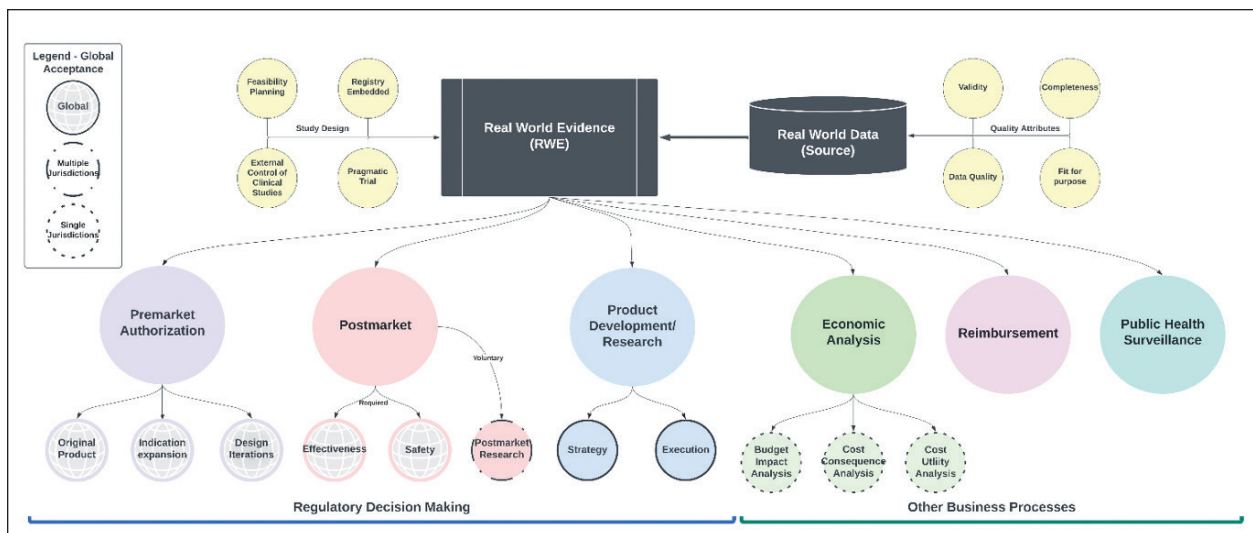 Legend - Global
Acceptance
Global
Multiple
Jurisdictions
Single
Jurisdictions
Feasibility
Planning
Registry
Embedded
Study Design
External
Control of
Clinical
Studies
Pragmatic
Trial
Real World Evidence
(RWE)
Real World Data
(Source)
Validity
Completeness
Quality Attributes
Data Quality
Fit for
purpose
Premarket
Authorization
Postmarket
Product
Development/
Research
Economic
Analysis
Reimbursement
Public Health
Surveillance
Voluntary
Required
Original
Product
Indication
expansion
Design
Iterations
Effectiveness
Safety
Postmarket
Research
Strategy
Execution
Budget
Impact
Analysis
Cost
Consequence
Analysis
Cost
Utliity
Analysis
Regulatory Decision Making
Other Business Processes